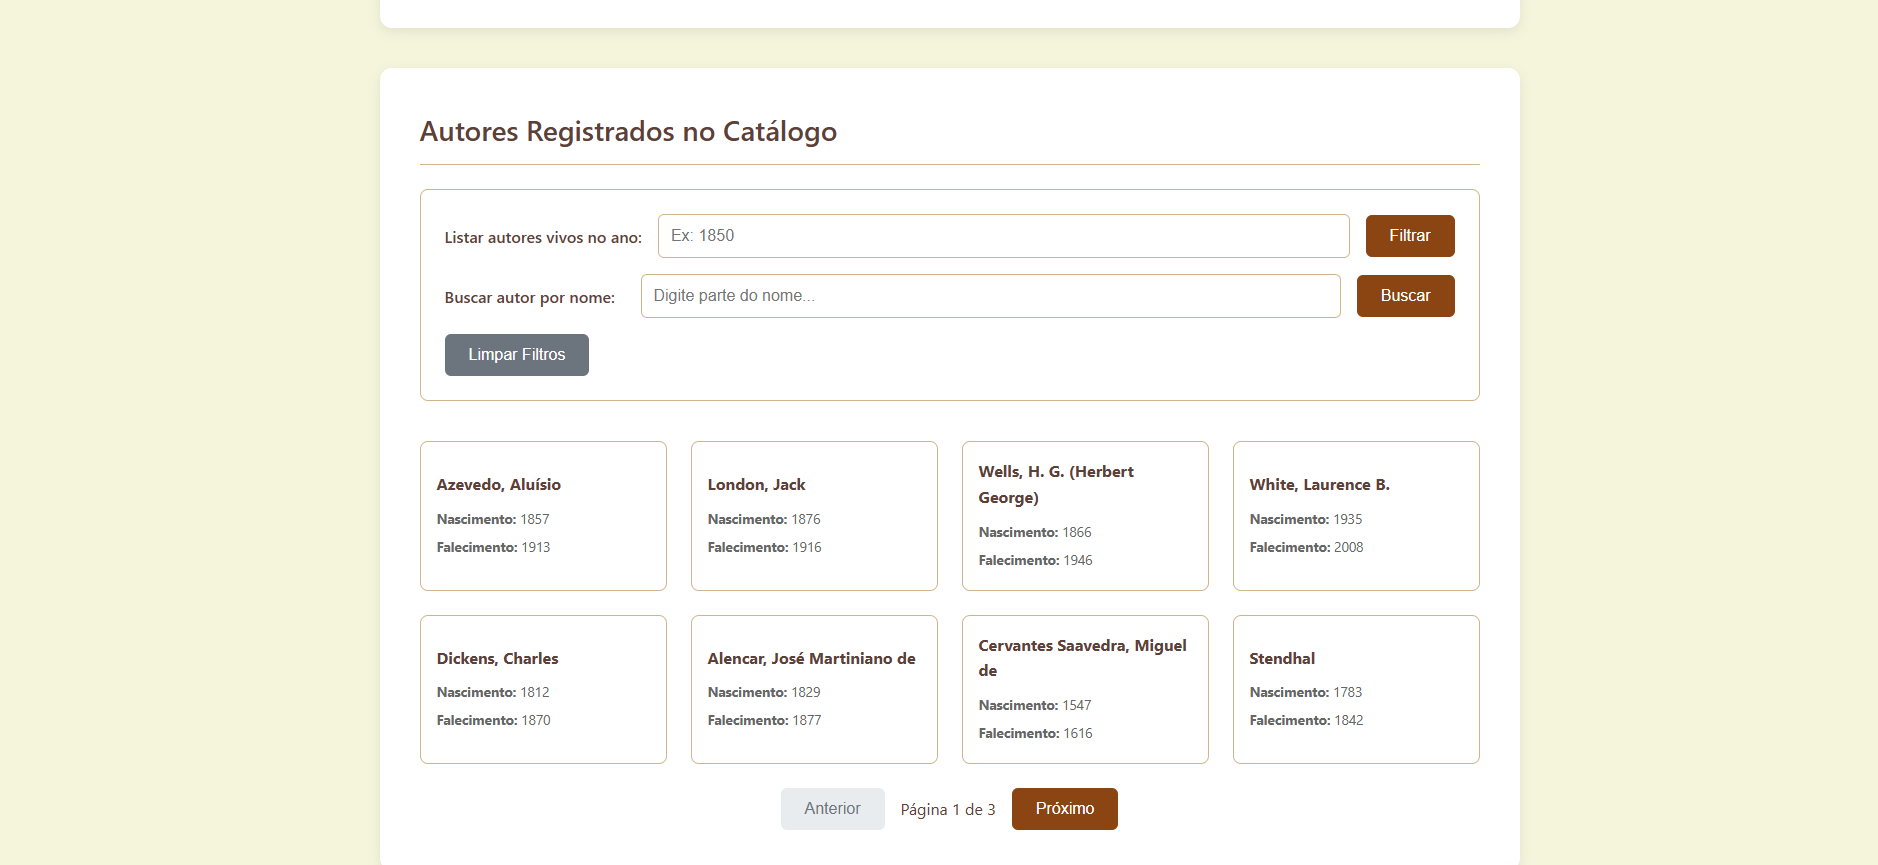 Autores Registrados no Catálogo
Listar autores vivos no ano:
Ex: 1850
Filtrar
Buscar autor por nome:
Digite parte do nome...
Buscar
Limpar Filtros
Azevedo, Aluísio
Nascimento: 1857
Falecimento: 1913
London, Jack
Nascimento: 1876
Falecimento: 1916
Wells, H. G. (Herbert
George)
Nascimento: 1866
Falecimento: 1946
White, Laurence B.
Nascimento: 1935
Falecimento: 2008
Dickens, Charles
Nascimento: 1812
Falecimento: 1870
Alencar, José Martiniano de
Nascimento: 1829
Falecimento: 1877
Cervantes Saavedra, Miguel
de
Nascimento: 1547
Falecimento: 1616
Stendhal
Nascimento: 1783
Falecimento: 1842
Anterior
Página 1 de 3
Próximo